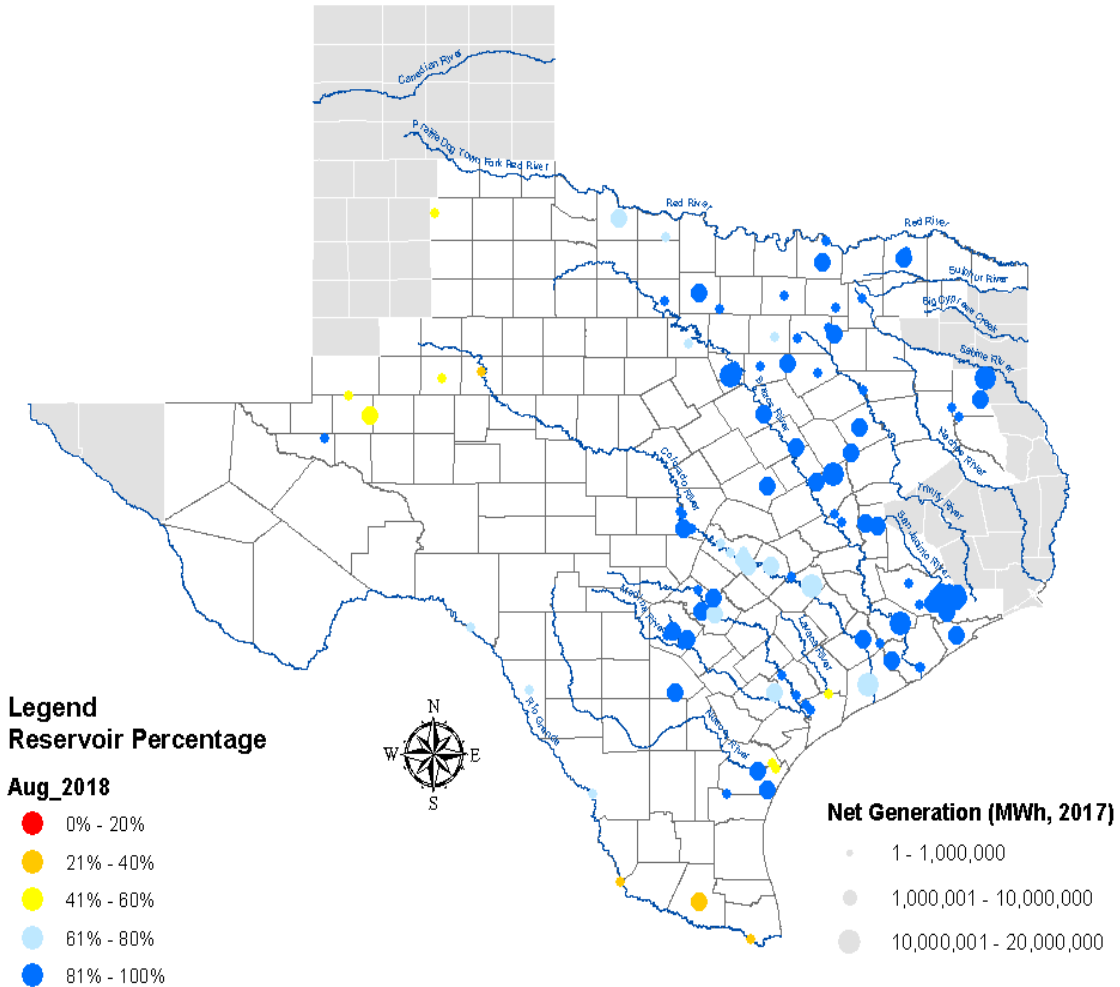 Canadian River
Prairie Dog Town Fork Red River
Red River
Red River
Sulphur River
Big Cypress Creek
Sabine River
Brazos River
Neches River
Colorado River
Trinity River
San Jacinto River
Medina River
Lavaca River
Rio Grande
Nueces River
Legend
Reservoir Percentage
Aug_2018
0% - 20%
21% - 40%
41% - 60%
61% - 80%
81% - 100%
N
W
E
S
Net Generation (MWh, 2017)
1 - 1,000,000
1,000,001 - 10,000,000
10,000,001 - 20,000,000